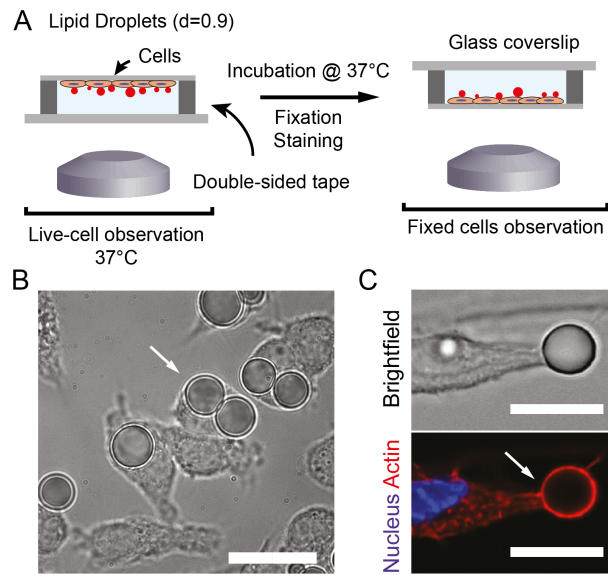 A
Lipid Droplets (d=0.9)
Cells
Incubation @ 37°C
Fixation
Staining
Double-sided tape
Glass coverslip
Live-cell observation
37°C
Fixed cells observation
B
C
Brightfield
Nucleus Actin